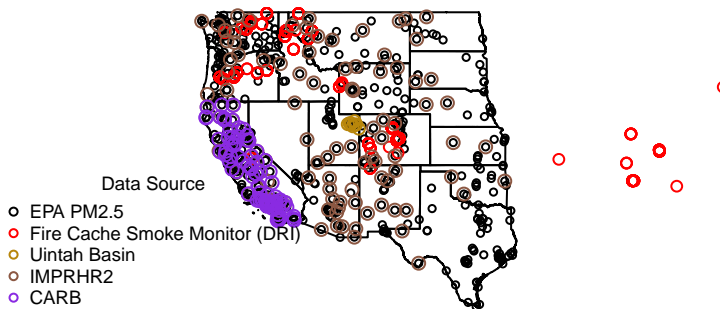 Data Source
EPA PM2.5
Fire Cache Smoke Monitor (DRI)
Uintah Basin
IMPRHR2
CARB